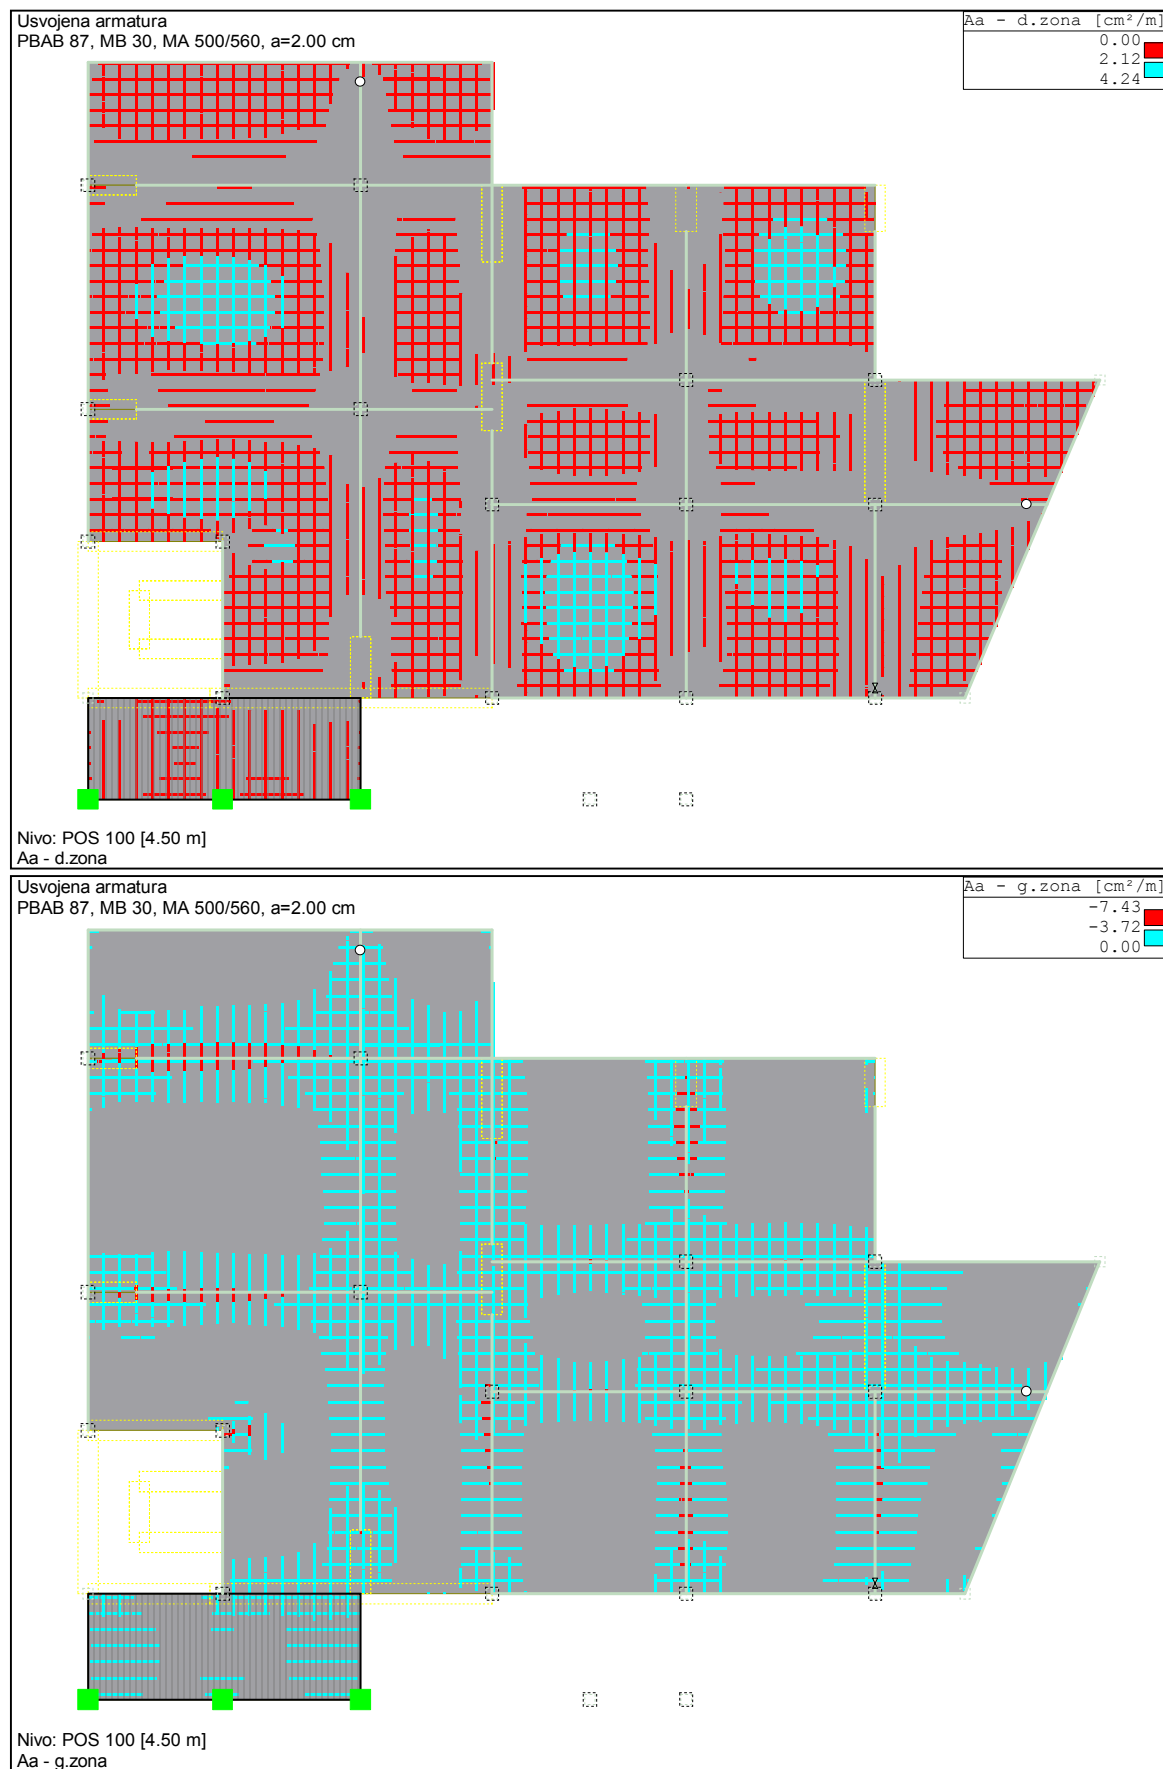 Usvojena armatura
PBAB 87, MB 30, MA 500/560, a=2.00 cm
Aa - d.zona [cm²/m]
0.00
2.12
4.24
Nivo: POS 100 [4.50 m]
Aa - d.zona
Usvojena armatura
PBAB 87, MB 30, MA 500/560, a=2.00 cm
Aa - g.zona [cm²/m]
-7.43
-3.72
0.00
Nivo: POS 100 [4.50 m]
Aa - g.zona